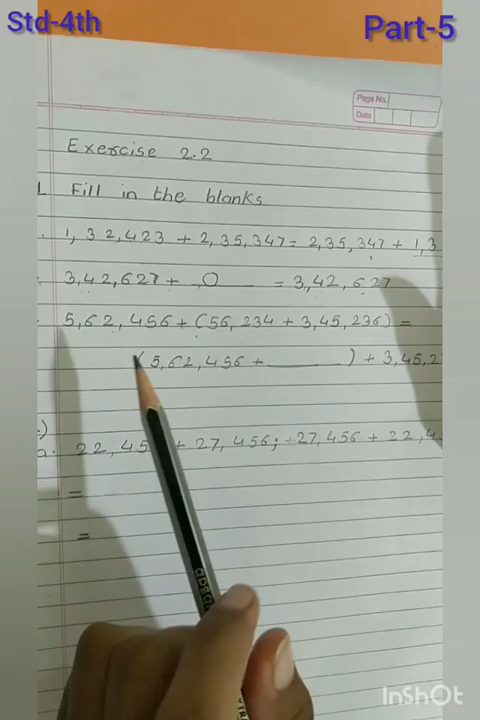 Std-4th
Part-5
Page No.
Date
Exercise 2.2
Fill in the blanks
1,32,423 + 2,35,347 = 2,35,347 + 1,3
3,42,627 + 0 = 3,42,627
5,62,456 + (56,234 + 3,45,236) =
(5,62,456 + ______ ) + 3,45,2
a. 22,45 + 27,456; 27,456 + 22,4
=
=
InShOt